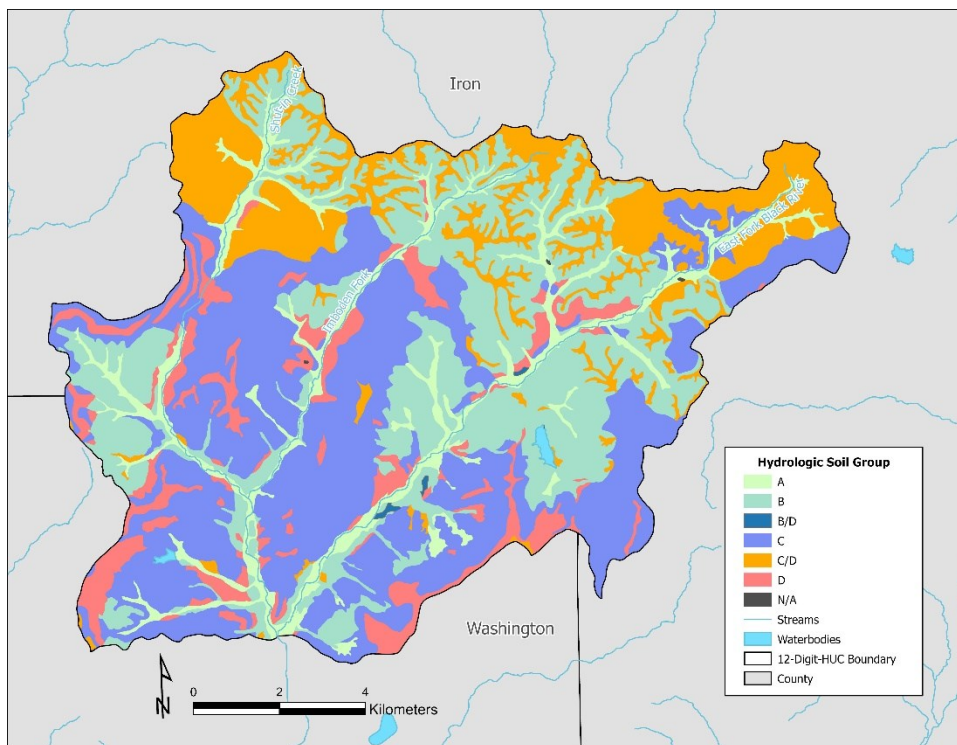 Iron
Shut-in Creek
East Fork Black River
Imboden Fork
Washington
Hydrologic Soil Group
A
B
B/D
C
C/D
D
N/A
Streams
Waterbodies
12-Digit-HUC Boundary
County
N
0 2 4
Kilometers